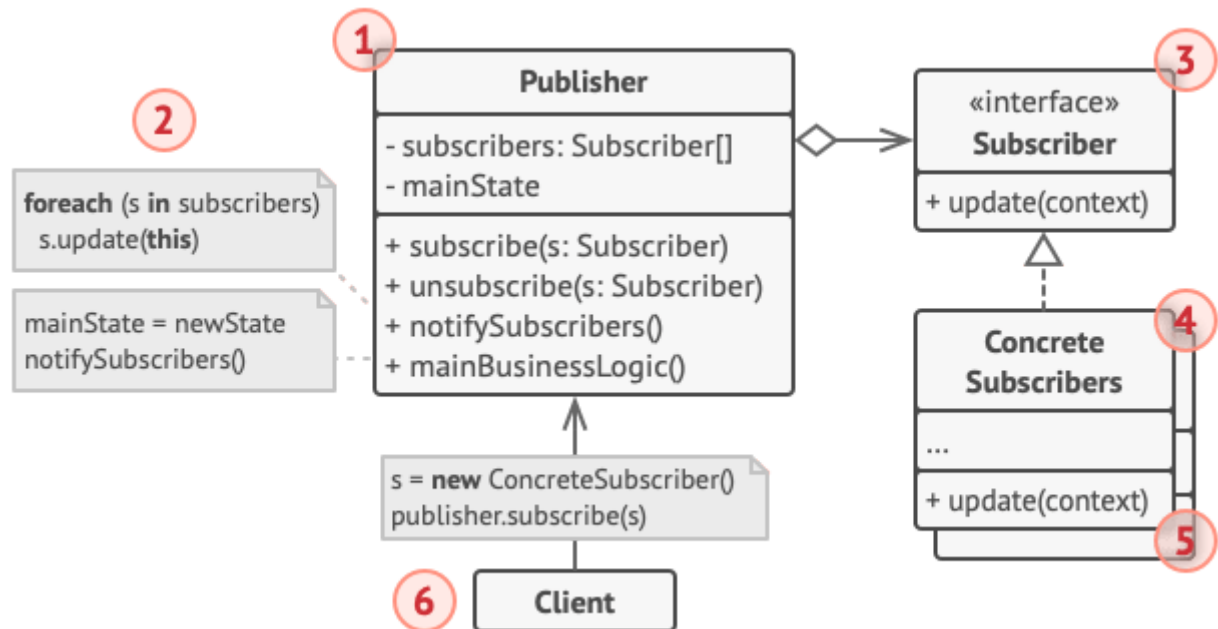 1
Publisher
- subscribers: Subscriber[]
- mainState
+ subscribe(s: Subscriber)
+ unsubscribe(s: Subscriber)
+ notifySubscribers()
+ mainBusinessLogic()
2
foreach (s in subscribers)
s.update(this)
mainState = newState
notifySubscribers()
3
«interface»
Subscriber
+ update(context)
4
Concrete
Subscribers
...
+ update(context)
5
s = new ConcreteSubscriber()
publisher.subscribe(s)
6
Client